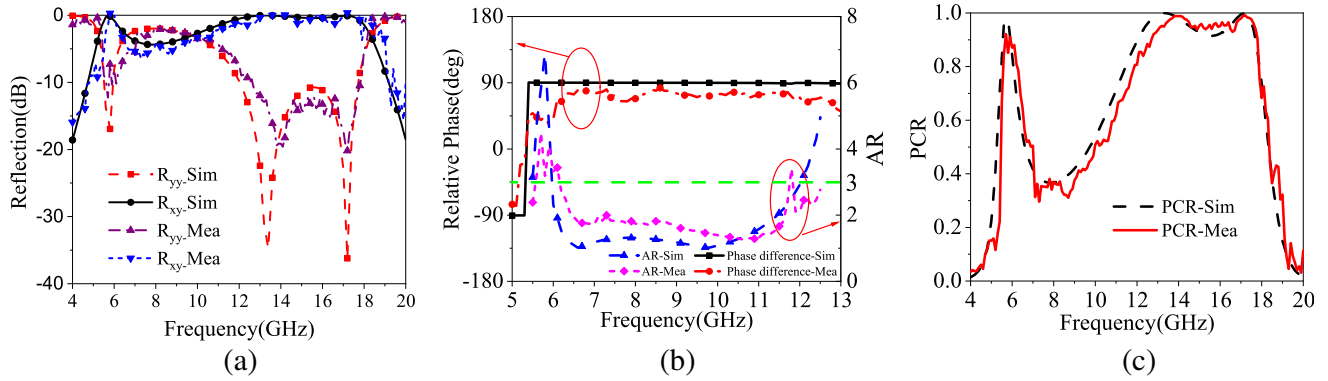 0
-10
-20
-30
-40
Reflection(dB)
R_yy-Sim
R_xy-Sim
R_yy-Mea
R_xy-Mea
4 6 8 10 12 14 16 18 20
Frequency(GHz)
(a)
180
90
0
-90
-180
Relative Phase(deg)
8
7
6
5
4
3
2
1
0
AR
AR-Sim
Phase difference-Sim
AR-Mea
Phase difference-Mea
5 6 7 8 9 10 11 12 13
Frequency(GHz)
(b)
1.0
0.8
0.6
0.4
0.2
0.0
PCR
PCR-Sim
PCR-Mea
4 6 8 10 12 14 16 18 20
Frequency(GHz)
(c)